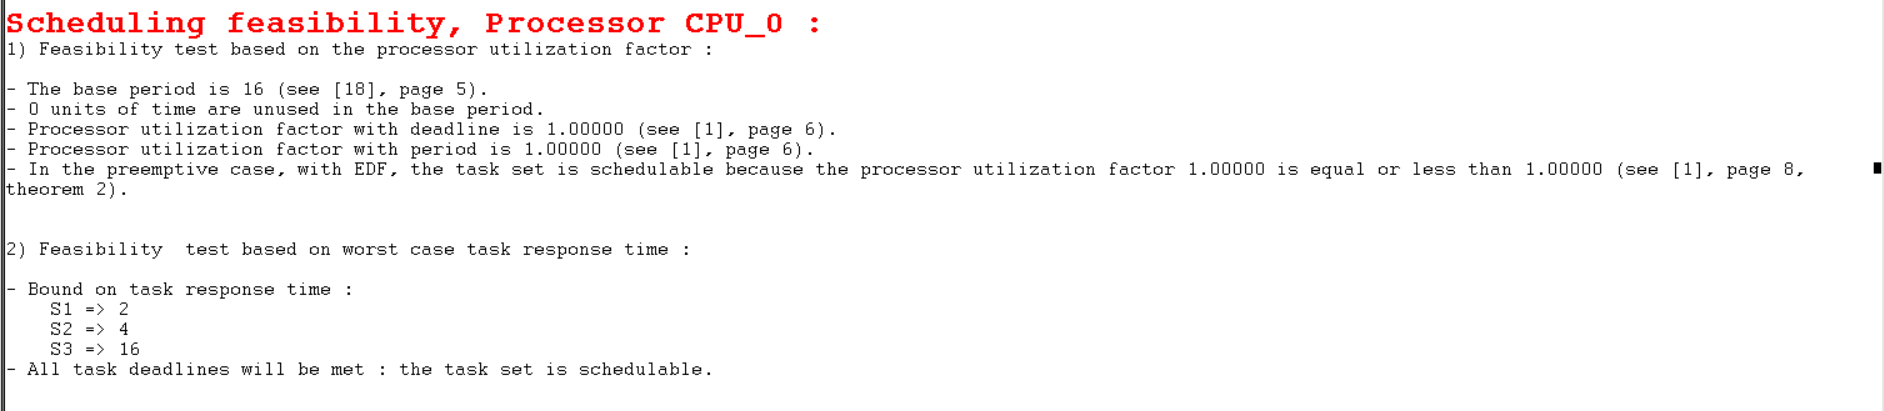 Scheduling feasibility, Processor CPU_0 :
1) Feasibility test based on the processor utilization factor :
- The base period is 16 (see [18], page 5).
- 0 units of time are unused in the base period.
- Processor utilization factor with deadline is 1.00000 (see [1], page 6).
- Processor utilization factor with period is 1.00000 (see [1], page 6).
- In the preemptive case, with EDF, the task set is schedulable because the processor utilization factor 1.00000 is equal or less than 1.00000 (see [1], page 8,
theorem 2).
2) Feasibility  test based on worst case task response time :
- Bound on task response time :
S1 => 2
S2 => 4
S3 => 16
- All task deadlines will be met : the task set is schedulable.